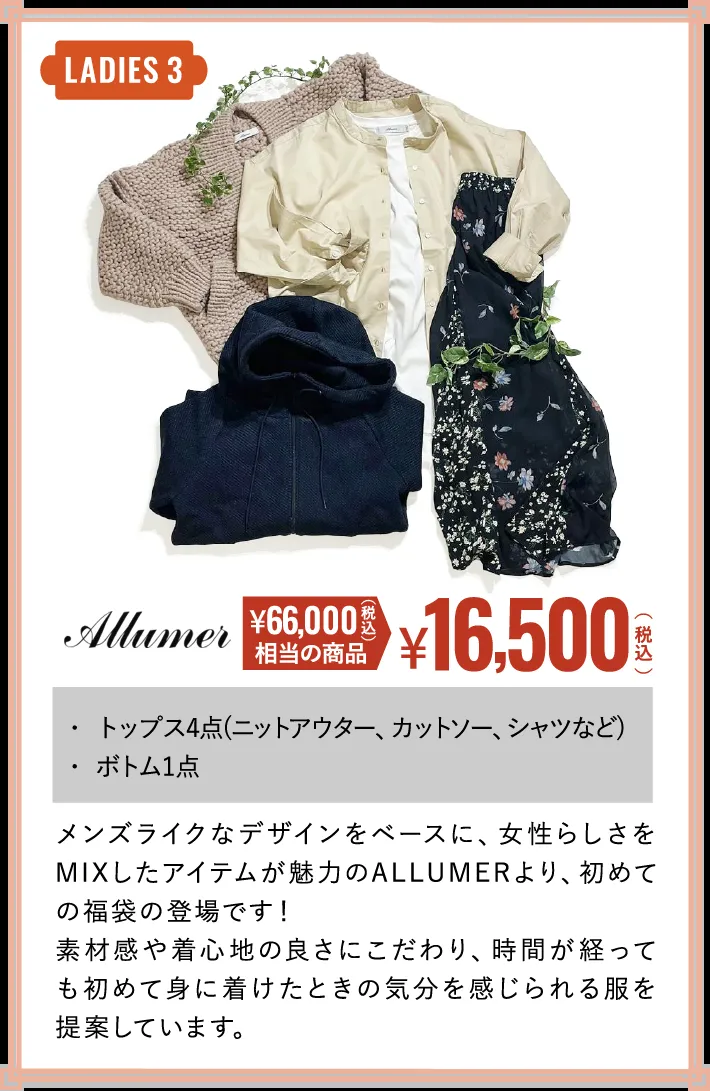 LADIES 3
Allumer
¥66,000(税込)
相当の商品
¥16,500(税込)
・ トップス4点(ニットアウター、カットソー、シャツなど)
・ ボトム1点
メンズライクなデザインをベースに、女性らしさを
MIXしたアイテムが魅力のALLUMERより、初めて
の福袋の登場です！
素材感や着心地の良さにこだわり、時間が経って
も初めて身に着けたときの気分を感じられる服を
提案しています。